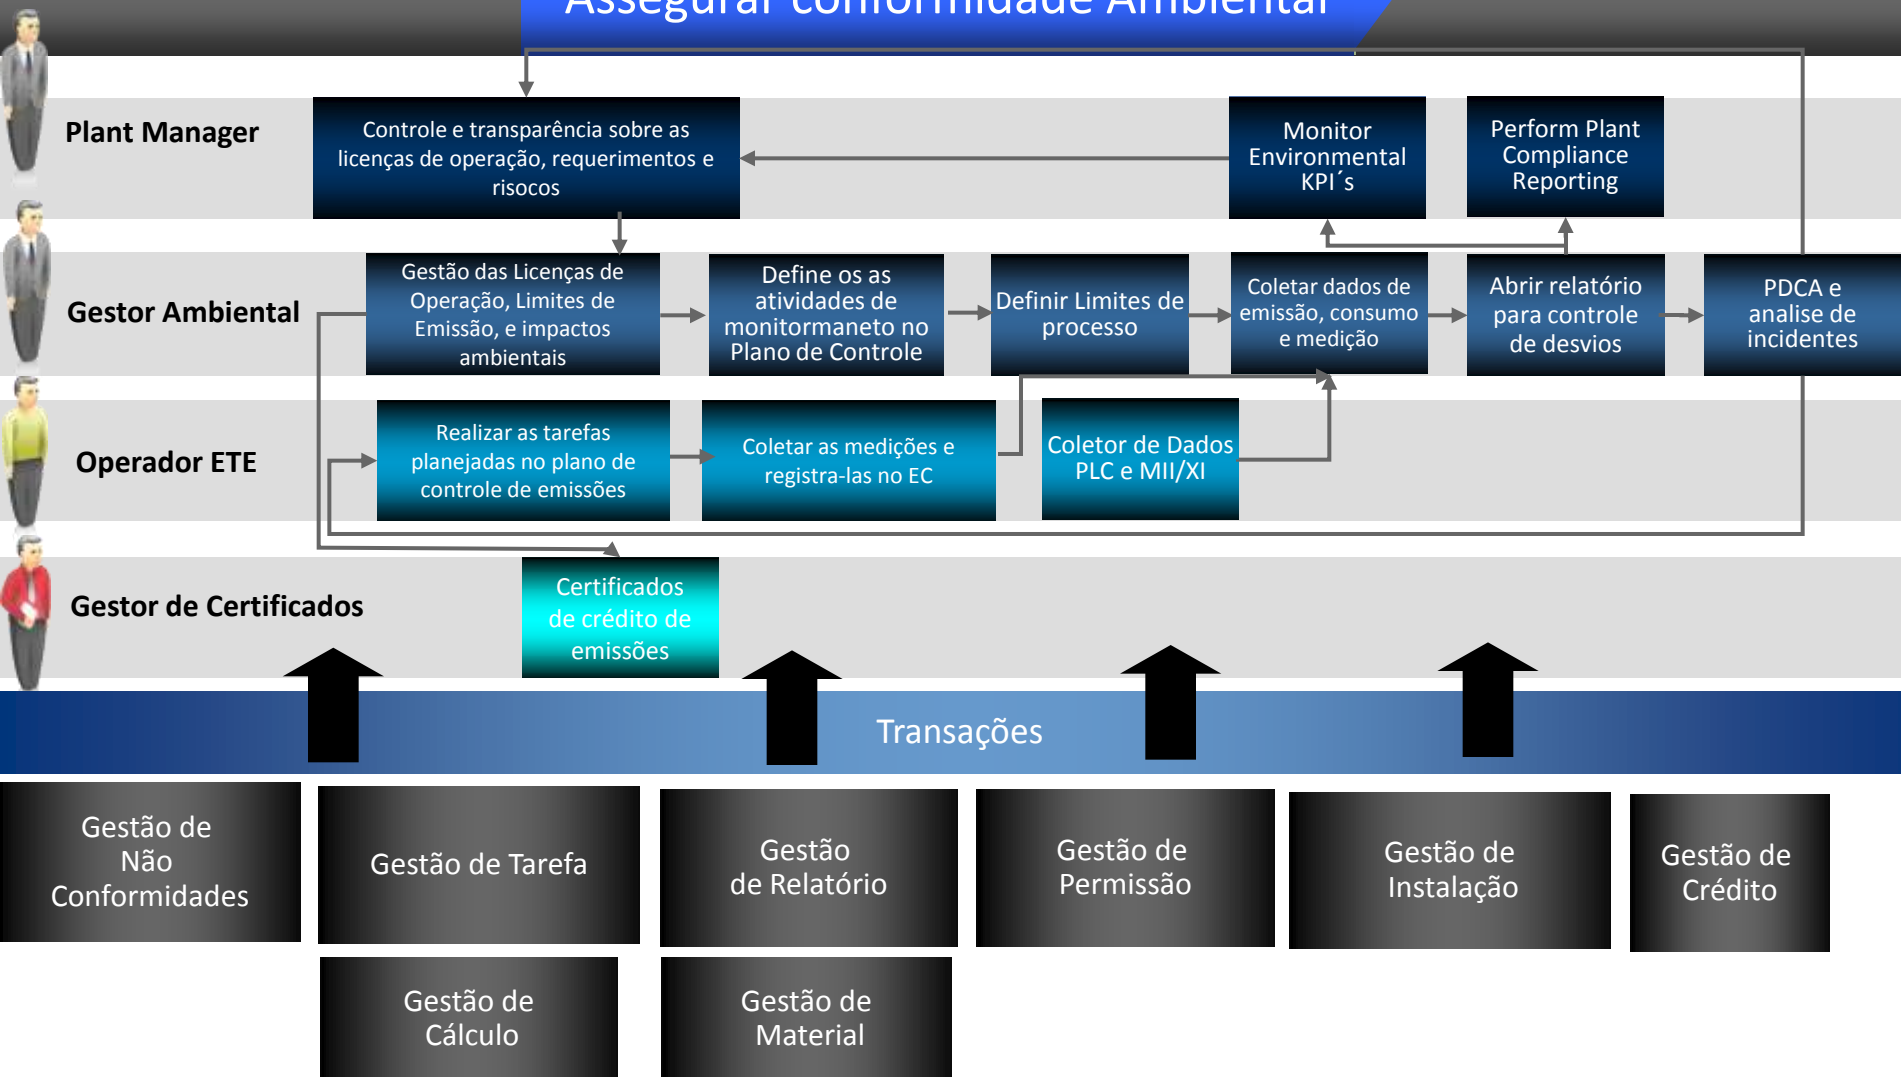 Assegurar conformidade Ambiental
Plant Manager
Controle e transparência sobre as
licenças de operação, requerimentos e
risocos
Monitor
Environmental
KPI´s
Perform Plant
Compliance
Reporting
Gestor Ambiental
Gestão das Licenças de
Operação, Limites de
Emissão, e impactos
ambientais
Define os as
atividades de
monitormaneto no
Plano de Controle
Definir Limites de
processo
Coletar dados de
emissão, consumo
e medição
Abrir relatório
para controle
de desvios
PDCA e
analise de
incidentes
Operador ETE
Realizar as tarefas
planejadas no plano de
controle de emissões
Coletar as medições e
registra-las no EC
Coletor de Dados
PLC e MII/XI
Gestor de Certificados
Certificados
de crédito de
emissões
Transações
Gestão de
Não
Conformidades
Gestão de Tarefa
Gestão
de Relatório
Gestão de
Permissão
Gestão de
Instalação
Gestão de
Crédito
Gestão de
Cálculo
Gestão de
Material